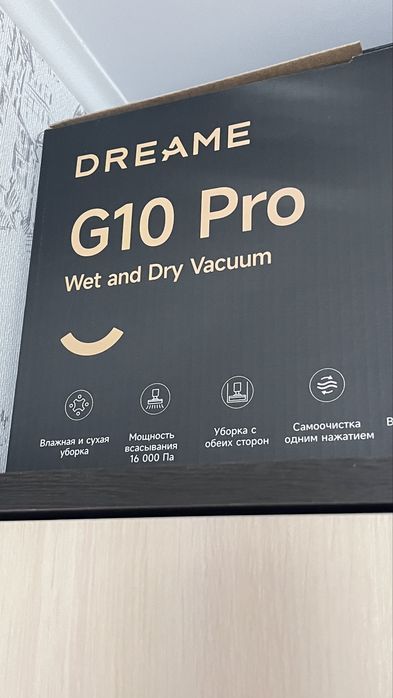 DREAME
G10 Pro
Wet and Dry Vacuum
Влажная и сухая
уборка
Мощность
всасывания
16 000 Па
Уборка с
обеих сторон
Самоочистка
одним нажатием